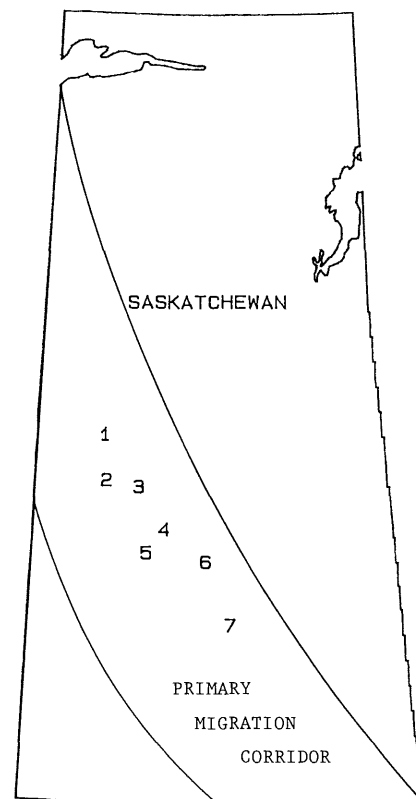 SASKATCHEWAN
1
2 3
4
5 6
7
PRIMARY
MIGRATION
CORRIDOR